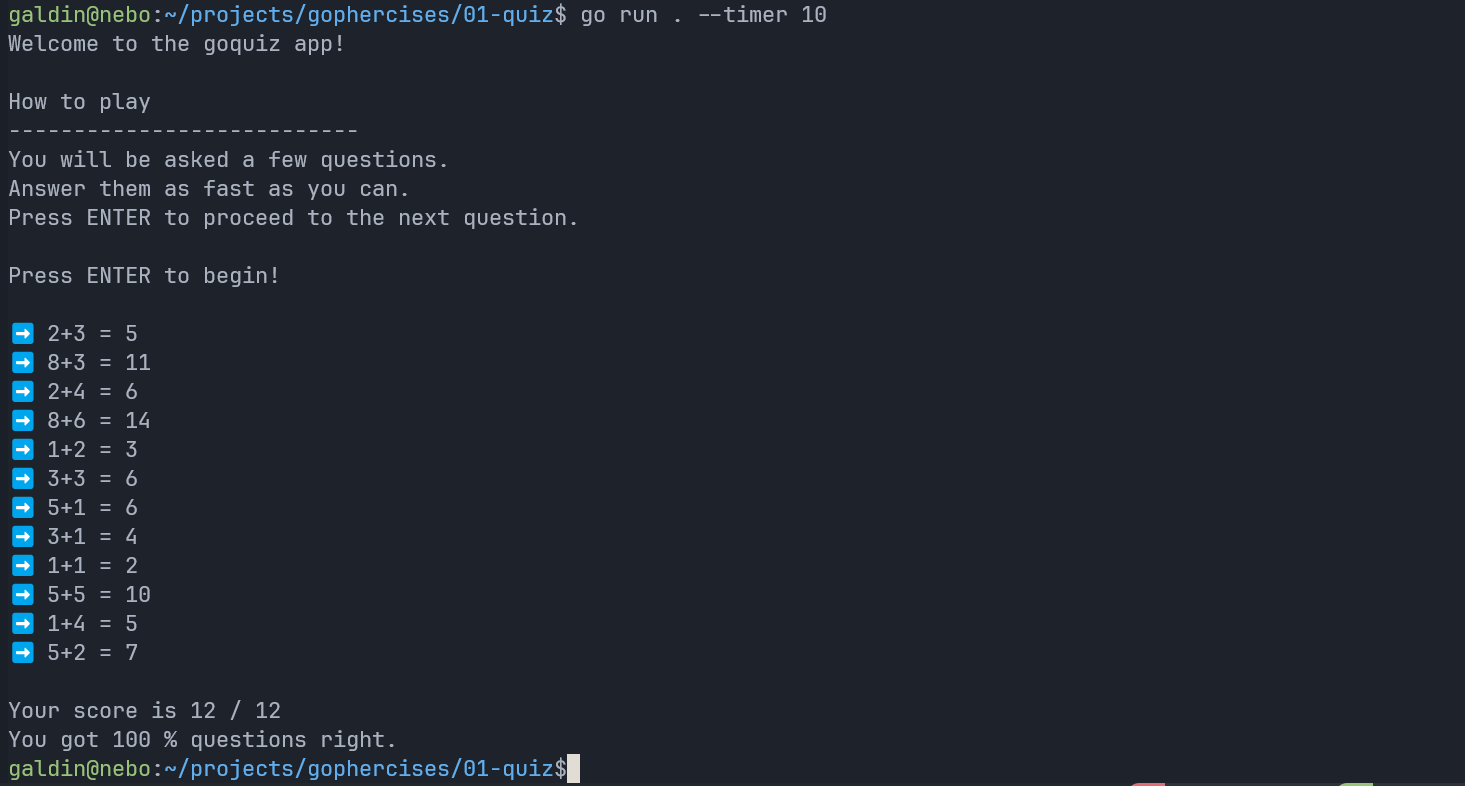 galdin@nebo:~/projects/gophercises/01-quiz$ go run . --timer 10
Welcome to the goquiz app!
How to play
---------------------------
You will be asked a few questions.
Answer them as fast as you can.
Press ENTER to proceed to the next question.
Press ENTER to begin!
➡ 2+3 = 5
➡ 8+3 = 11
➡ 2+4 = 6
➡ 8+6 = 14
➡ 1+2 = 3
➡ 3+3 = 6
➡ 5+1 = 6
➡ 3+1 = 4
➡ 1+1 = 2
➡ 5+5 = 10
➡ 1+4 = 5
➡ 5+2 = 7
Your score is 12 / 12
You got 100 % questions right.
galdin@nebo:~/projects/gophercises/01-quiz$